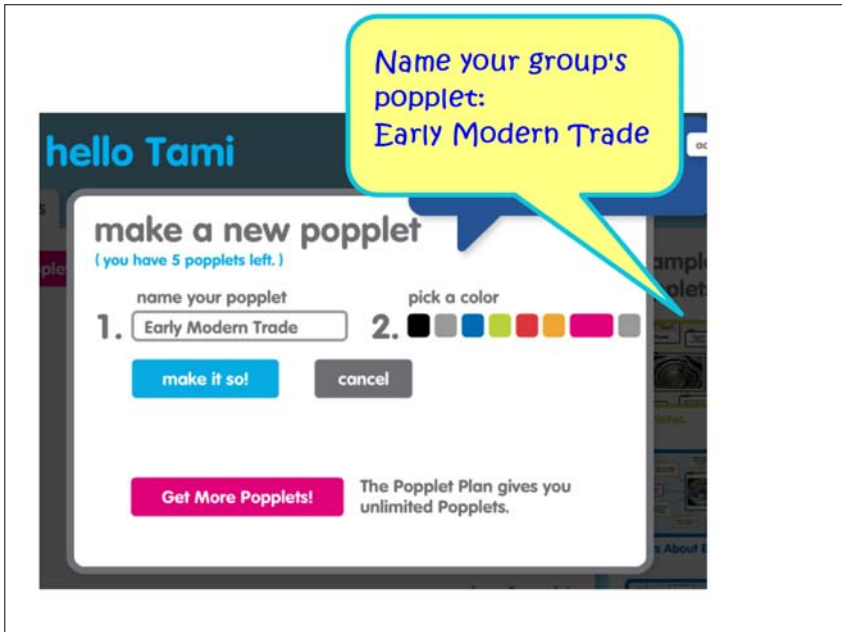 Name your group's
popplet:
Early Modern Trade
hello Tami
make a new popplet
( you have 5 popplets left. )
name your popplet
pick a color
1. Early Modern Trade
2.
make it so!
cancel
Get More Popplets!
The Popplet Plan gives you
unlimited Popplets.